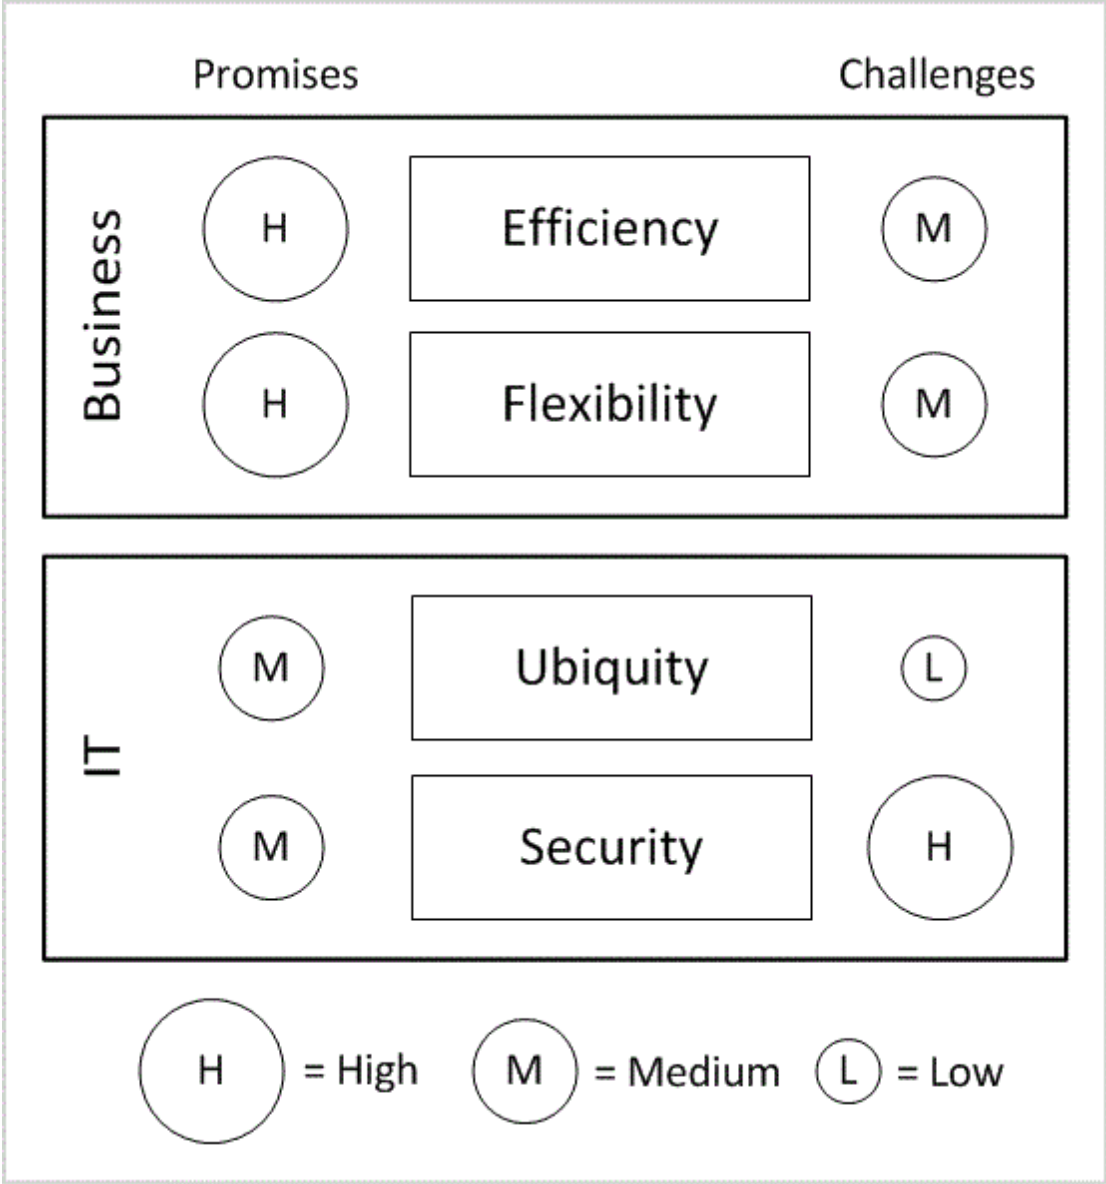 Promises Challenges
Business
H Efficiency M
H Flexibility M
IT
M Ubiquity L
M Security H
H = High M = Medium L = Low